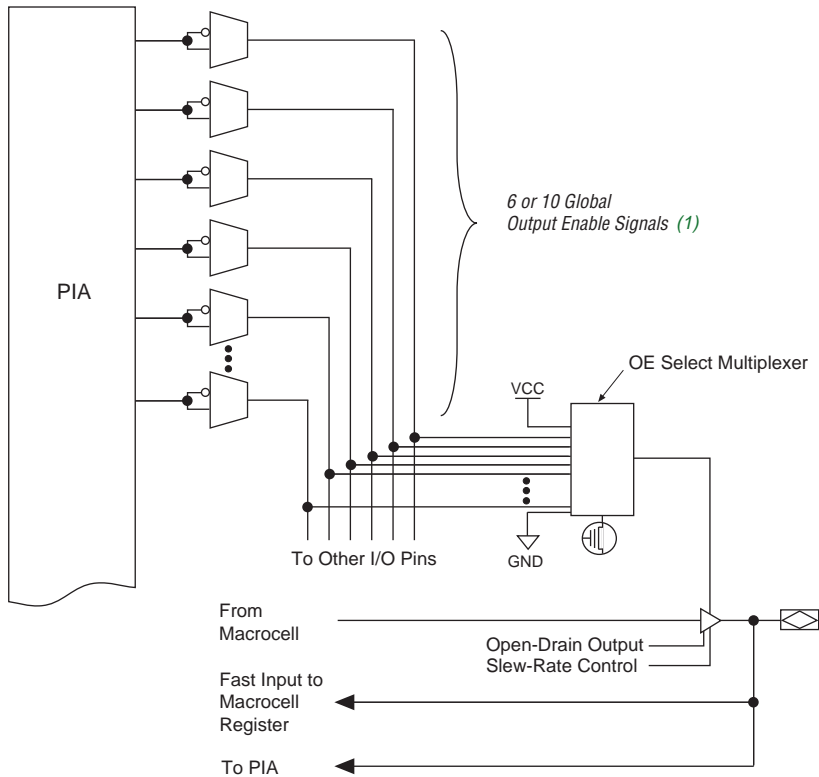 PIA
6 or 10 Global
Output Enable Signals (1)
OE Select Multiplexer
VCC
To Other I/O Pins
GND
From
Macrocell
Open-Drain Output
Slew-Rate Control
Fast Input to
Macrocell
Register
To PIA